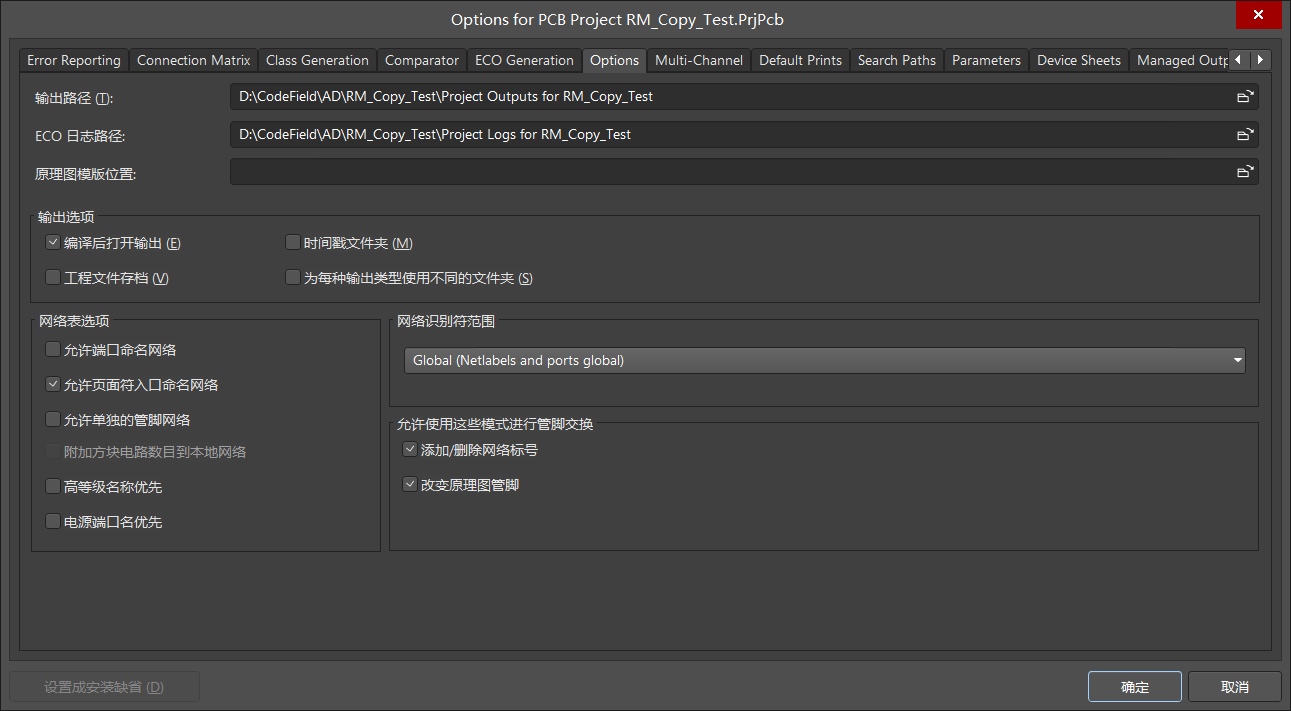 Options for PCB Project RM_Copy_Test.PrjPcb
Error Reporting Connection Matrix Class Generation Comparator ECO Generation Options Multi-Channel Default Prints Search Paths Parameters Device Sheets Managed Outp
输出路径 (T): D:\CodeField\AD\RM_Copy_Test\Project Outputs for RM_Copy_Test
ECO 日志路径: D:\CodeField\AD\RM_Copy_Test\Project Logs for RM_Copy_Test
原理图模版位置:
输出选项
编译后打开输出 (E) 时间戳文件夹 (M)
工程文件存档 (V) 为每种输出类型使用不同的文件夹 (S)
网络表选项
允许端口命名网络
允许页面符入口命名网络
允许单独的管脚网络
附加方块电路数目到本地网络
高等级名称优先
电源端口名优先
网络识别符范围
Global (Netlabels and ports global)
允许使用这些模式进行管脚交换
添加/删除网络标号
改变原理图管脚
设置成安装缺省 (D) 确定 取消